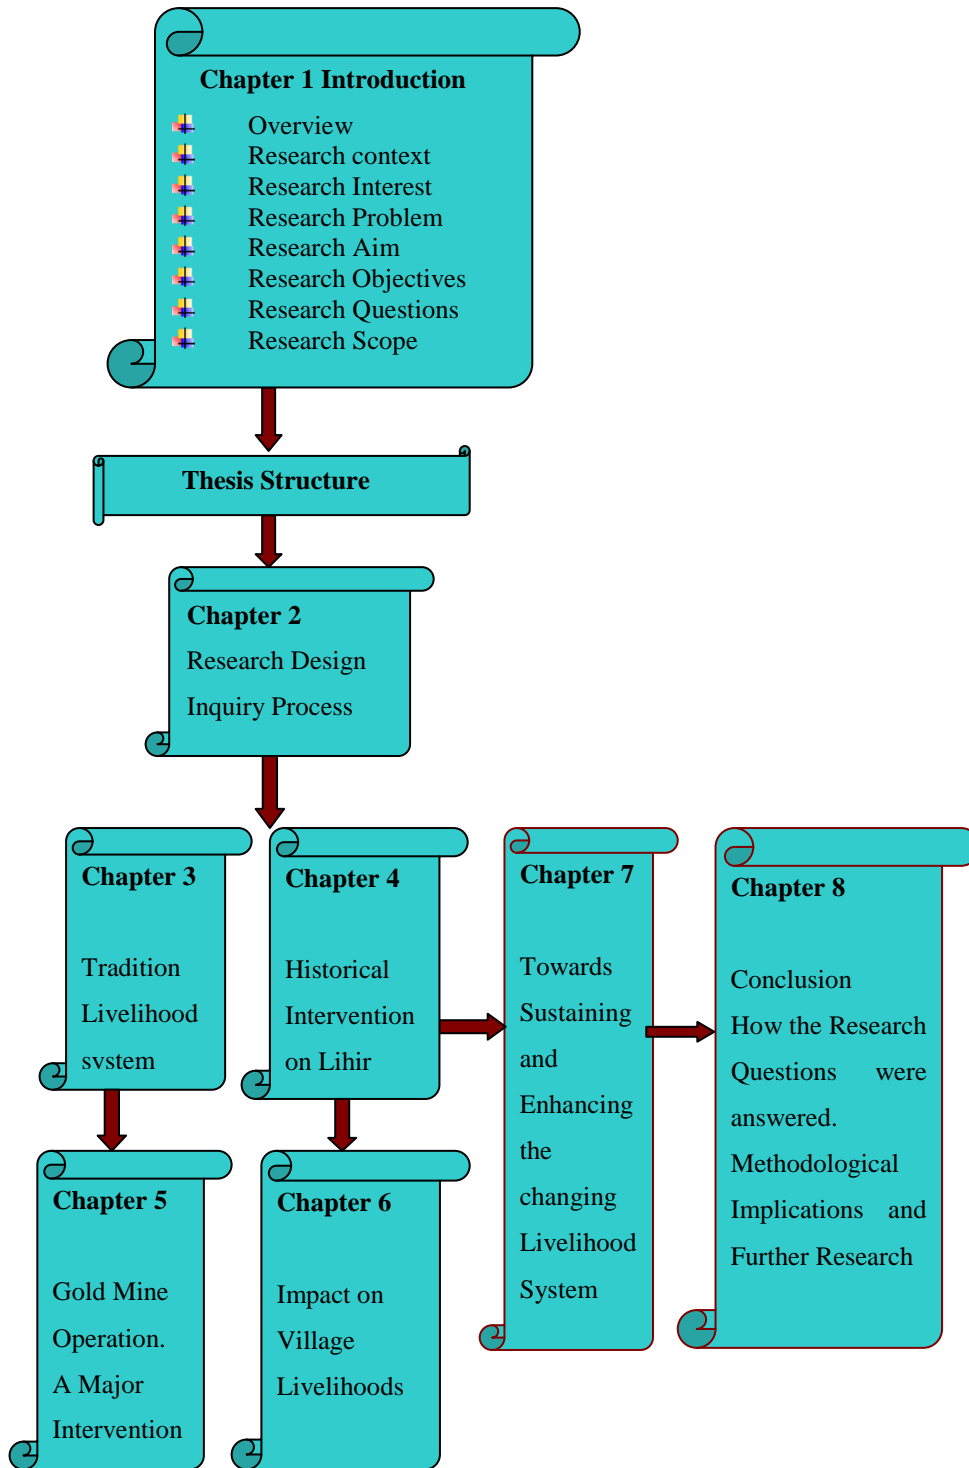 Chapter 1 Introduction
Overview
Research context
Research Interest
Research Problem
Research Aim
Research Objectives
Research Questions
Research Scope
Thesis Structure
Chapter 2
Research Design
Inquiry Process
Chapter 3
Tradition
Livelihood
system
Chapter 4
Historical
Intervention
on Lihir
Chapter 7
Towards
Sustaining
and
Enhancing
the
changing
Livelihood
System
Chapter 8
Conclusion
How the Research
Questions were
answered.
Methodological
Implications and
Further Research
Chapter 5
Gold Mine
Operation.
A Major
Intervention
Chapter 6
Impact on
Village
Livelihoods